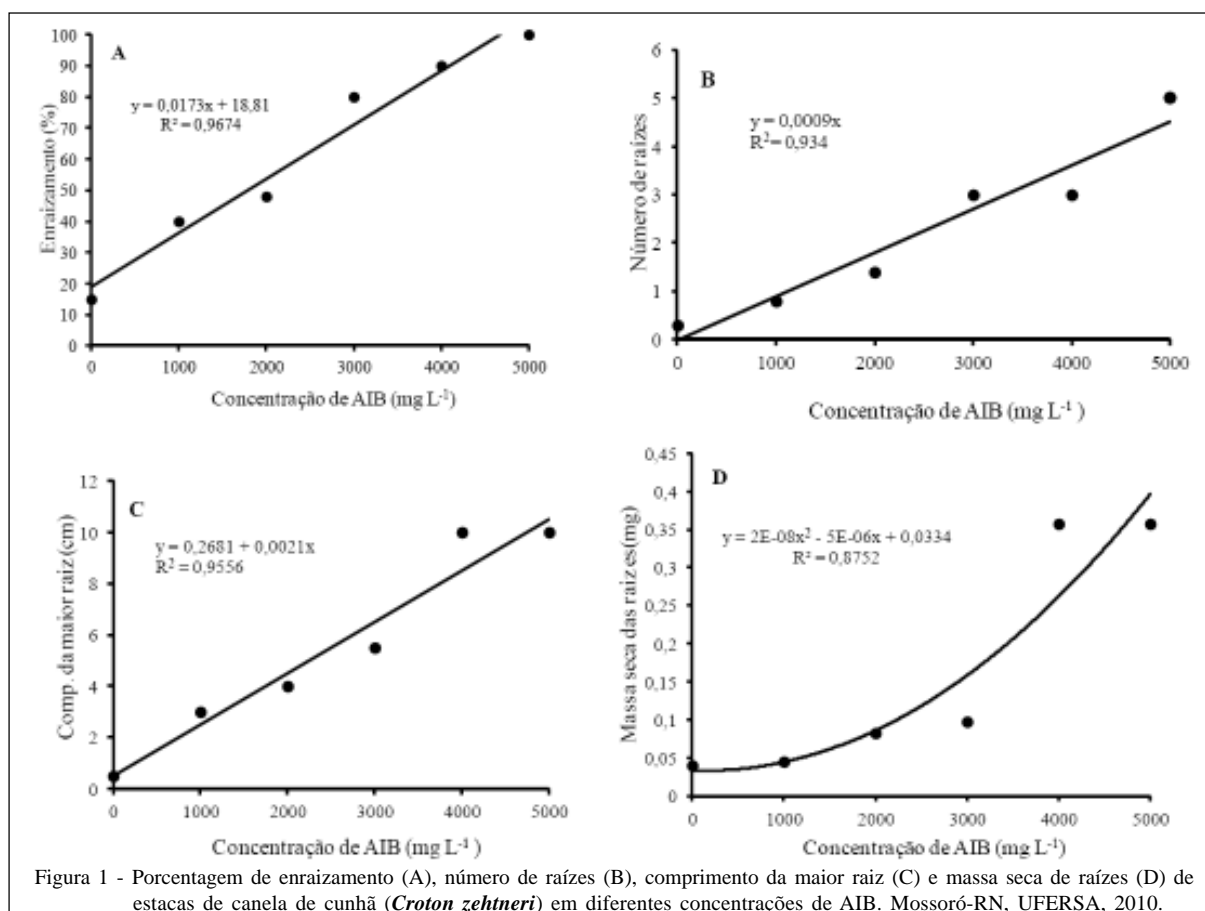 A
y = 0,0173x + 18,81
R² = 0,9674
Enraizamento (%)
100
90
80
70
60
50
40
30
20
10
0
0 1000 2000 3000 4000 5000
Concentração de AIB (mg L⁻¹)
B
y = 0,0009x
R² = 0,934
Número de raízes
6
5
4
3
2
1
0
0 1000 2000 3000 4000 5000
Concentração de AIB (mg L⁻¹)
C
y = 0,2681 + 0,0021x
R² = 0,9556
Comp. da maior raiz (cm)
12
10
8
6
4
2
0
0 1000 2000 3000 4000 5000
Concentração de AIB (mg L⁻¹)
D
y = 2E-08x² - 5E-06x + 0,0334
R² = 0,8752
Massa seca das raizes(mg)
0,45
0,4
0,35
0,3
0,25
0,2
0,15
0,1
0,05
0
0 1000 2000 3000 4000 5000
Concentração de AIB (mg L⁻¹)
Figura 1 - Porcentagem de enraizamento (A), número de raízes (B), comprimento da maior raiz (C) e massa seca de raízes (D) de
estacas de canela de cunhã (Croton zehtneri) em diferentes concentrações de AIB. Mossoró-RN, UFERSA, 2010.